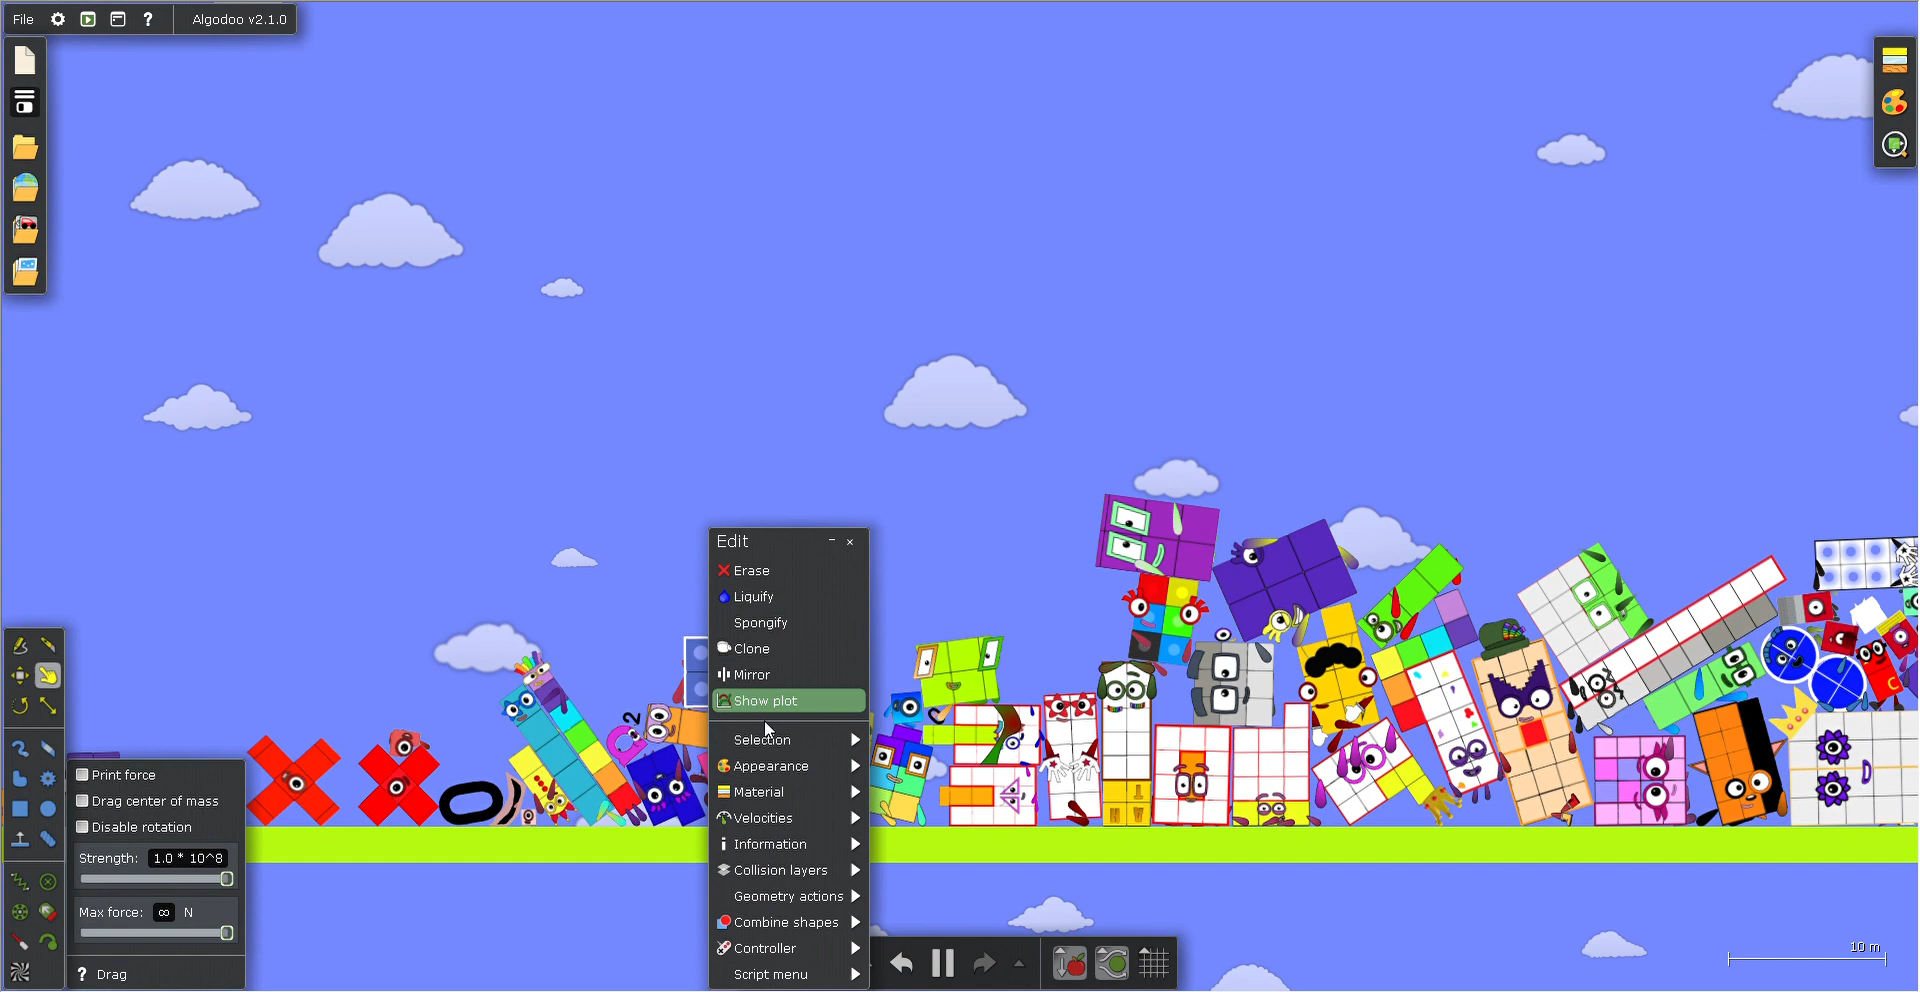 File
?
Algodoo v2.1.0
Edit
Erase
Liquify
Spongify
Clone
Mirror
Show plot
Selection
Appearance
Material
Velocities
Information
Collision layers
Geometry actions
Combine shapes
Controller
Script menu
Print force
Drag center of mass
Disable rotation
Strength: 1.0 * 10^8
Max force: ∞ N
? Drag
2
10 m